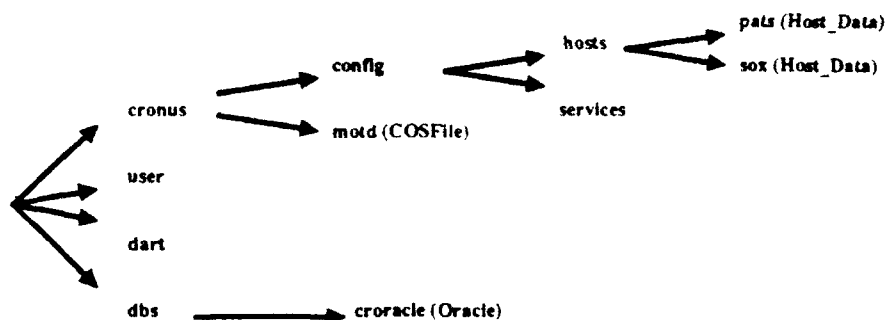 pats (Host_Data)
hosts
config
sox (Host_Data)
cronus
services
motd (COSFile)
user
dart
dbs
croracle (Oracle)